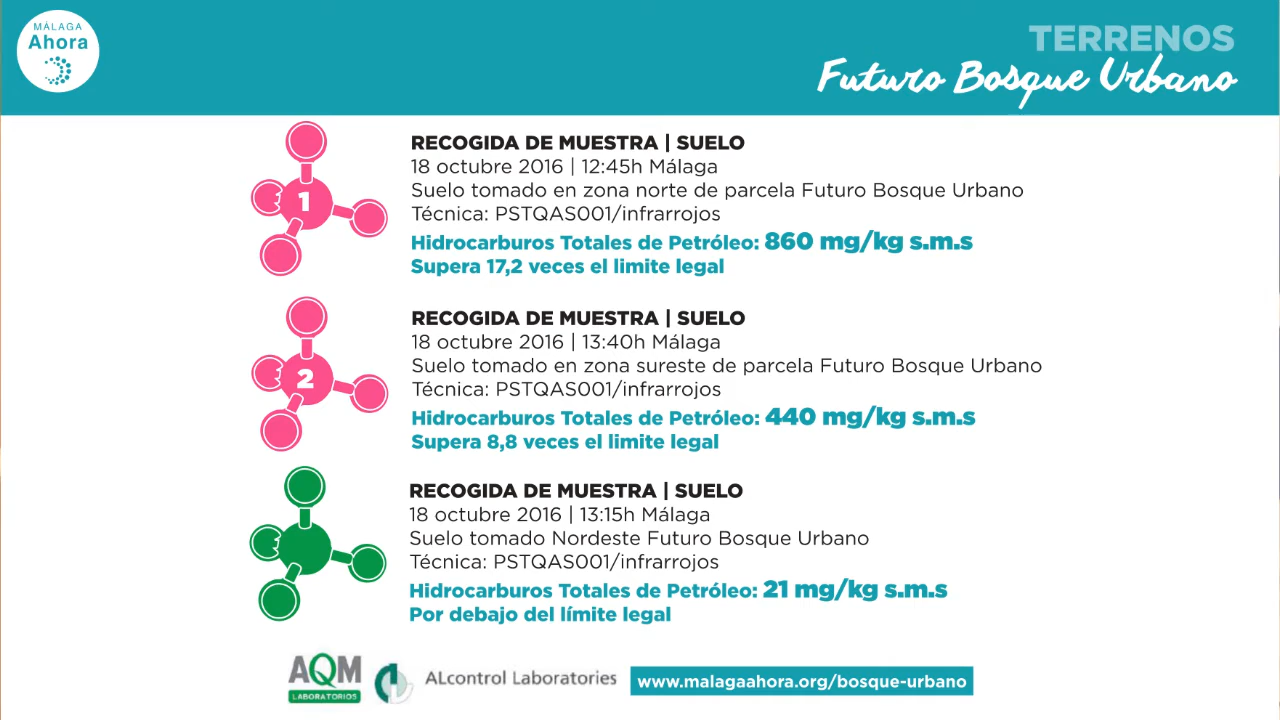 MÁLAGA
Ahora
TERRENOS
Futuro Bosque Urbano
1
RECOGIDA DE MUESTRA | SUELO
18 octubre 2016 | 12:45h Málaga
Suelo tomado en zona norte de parcela Futuro Bosque Urbano
Técnica: PSTQAS001/infrarrojos
Hidrocarburos Totales de Petróleo: 860 mg/kg s.m.s
Supera 17,2 veces el limite legal
2
RECOGIDA DE MUESTRA | SUELO
18 octubre 2016 | 13:40h Málaga
Suelo tomado en zona sureste de parcela Futuro Bosque Urbano
Técnica: PSTQAS001/infrarrojos
Hidrocarburos Totales de Petróleo: 440 mg/kg s.m.s
Supera 8,8 veces el limite legal
RECOGIDA DE MUESTRA | SUELO
18 octubre 2016 | 13:15h Málaga
Suelo tomado Nordeste Futuro Bosque Urbano
Técnica: PSTQAS001/infrarrojos
Hidrocarburos Totales de Petróleo: 21 mg/kg s.m.s
Por debajo del límite legal
AQM
LABORATORIOS
ALcontrol Laboratories
www.malagaahora.org/bosque-urbano